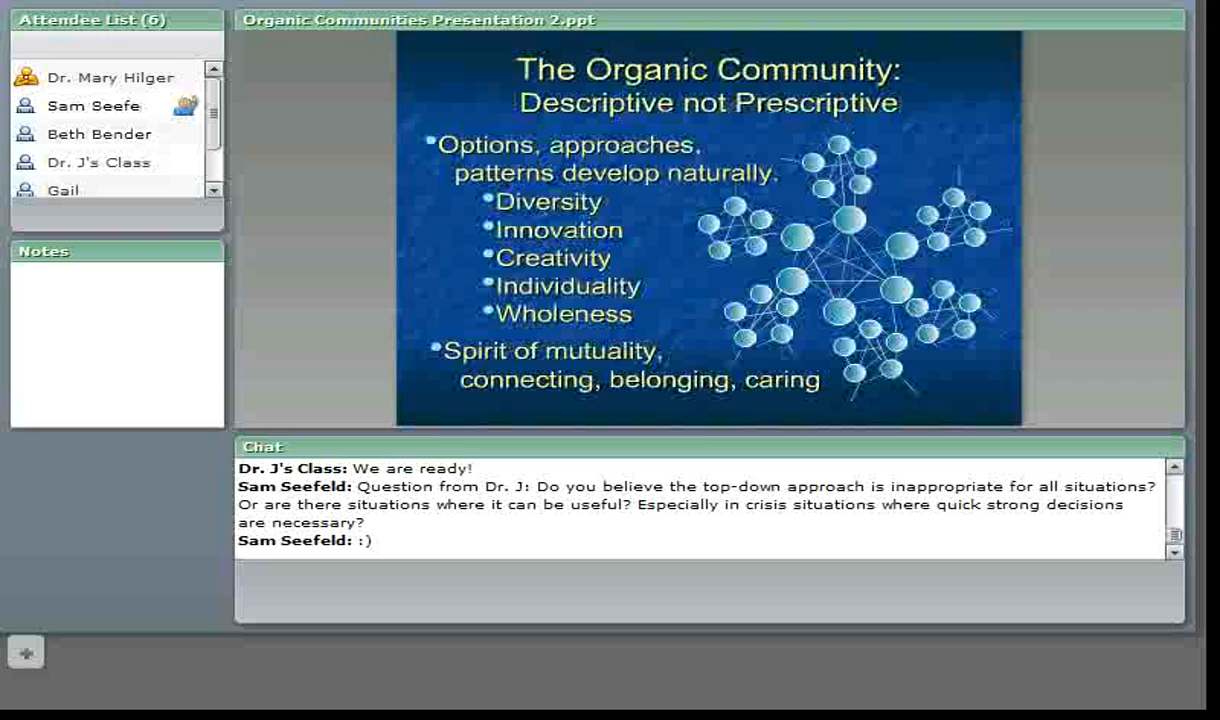 Attendee List (6)
Dr. Mary Hilger
Sam Seefe
Beth Bender
Dr. J's Class
Gail
Notes
Organic Communities Presentation 2.ppt
The Organic Community:
Descriptive not Prescriptive
Options, approaches,
patterns develop naturally.
Diversity
Innovation
Creativity
Individuality
Wholeness
Spirit of mutuality,
connecting, belonging, caring
Chat
Dr. J's Class: We are ready!
Sam Seefeld: Question from Dr. J: Do you believe the top-down approach is inappropriate for all situations?
Or are there situations where it can be useful? Especially in crisis situations where quick strong decisions
are necessary?
Sam Seefeld: :)